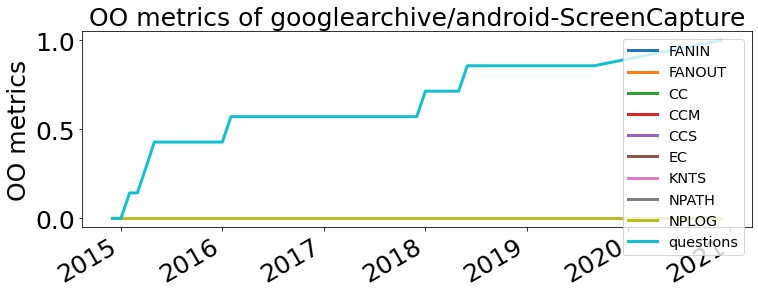 OO metrics of googlearchive/android-ScreenCapture
OO metrics
1.0
0.5
0.0
FANIN
FANOUT
CC
CCM
CCS
EC
KNTS
NPATH
NPLOG
questions
2015
2016
2017
2018
2019
2020
2021